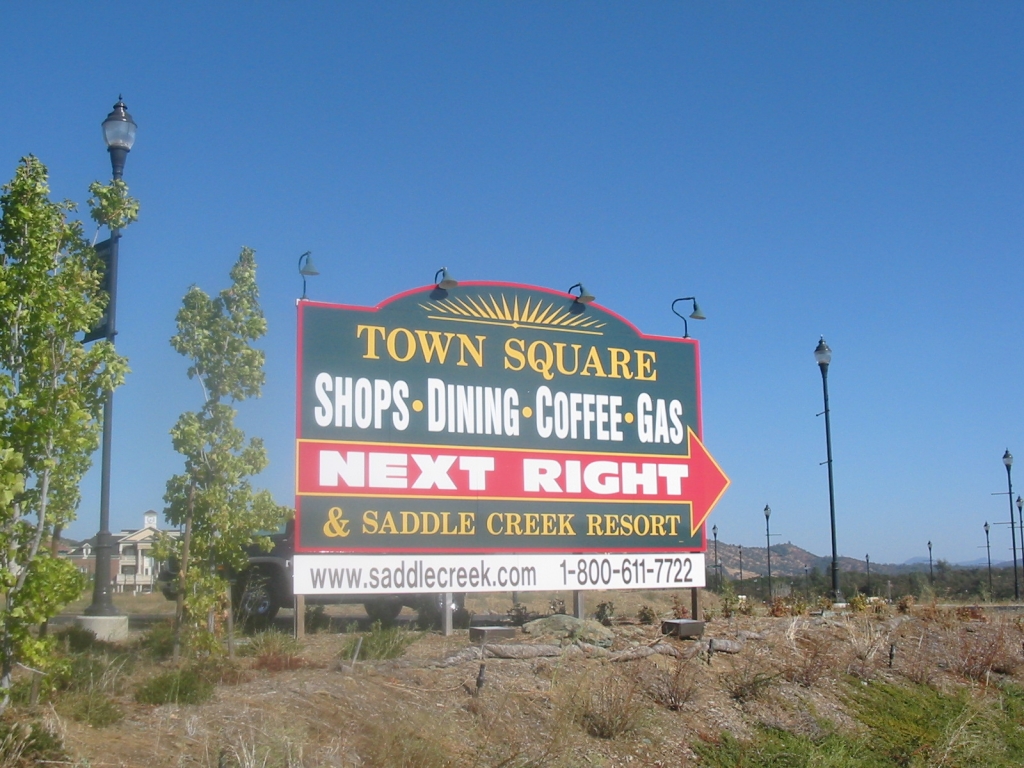 TOWN SQUARE
SHOPS • DINING • COFFEE • GAS
NEXT RIGHT
& SADDLE CREEK RESORT
www.saddlecreek.com 1-800-611-7722